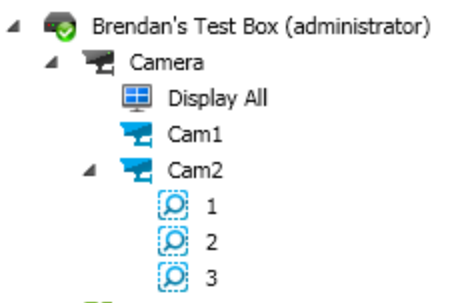 Brendan's Test Box (administrator)
Camera
Display All
Cam1
Cam2
1
2
3